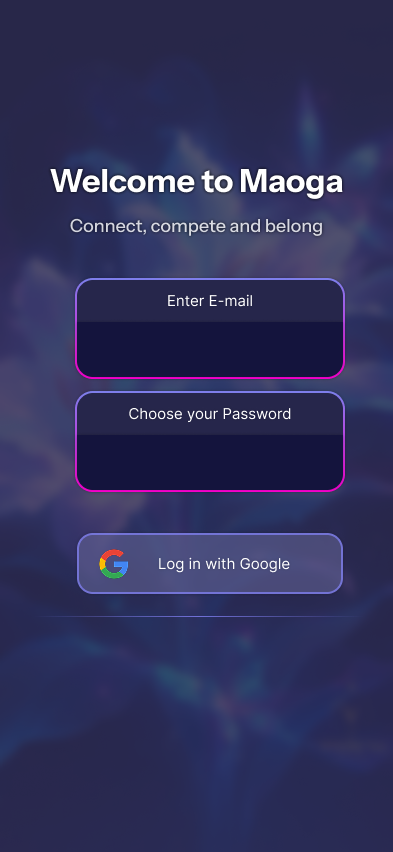 Welcome to Maoga
Connect, compete and belong
Enter E-mail
Choose your Password
Log in with Google